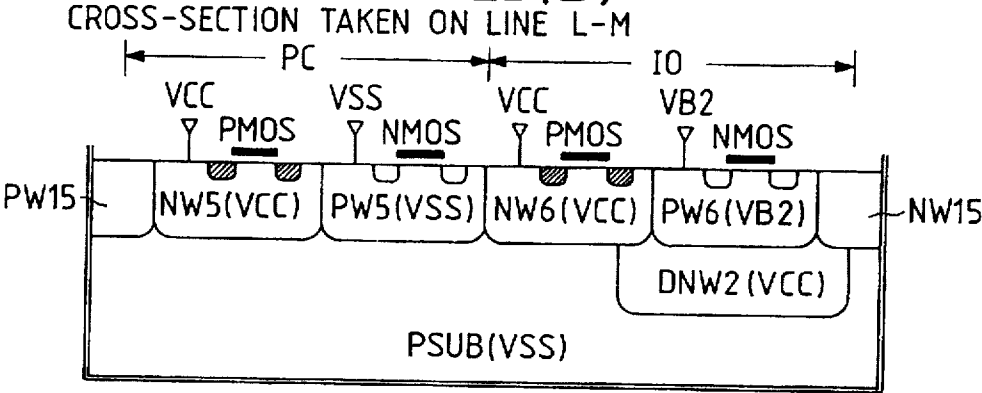 CROSS-SECTION TAKEN ON LINE L-M
PC IO
VCC VSS VCC VB2
PMOS NMOS PMOS NMOS
PW15 NW5(VCC) PW5(VSS) NW6(VCC) PW6(VB2) NW15
DNW2(VCC)
PSUB(VSS)